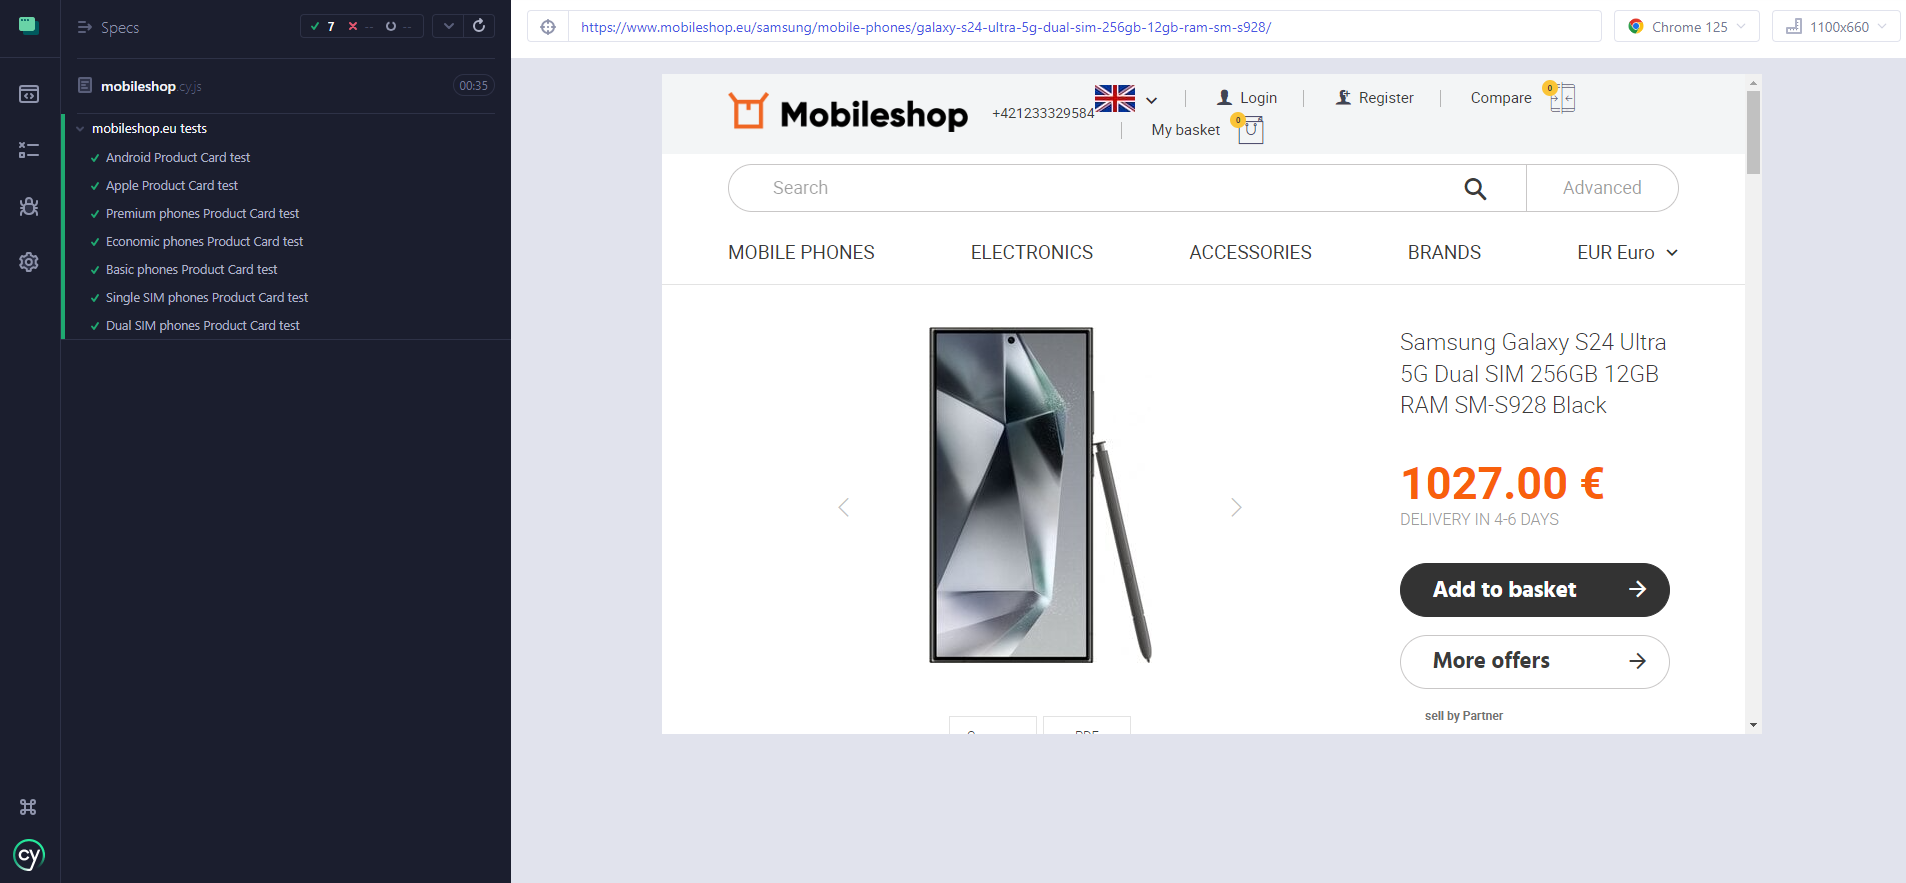 Specs
7 -- --
mobileshop.cy.js 00:35
mobileshop.eu tests
Android Product Card test
Apple Product Card test
Premium phones Product Card test
Economic phones Product Card test
Basic phones Product Card test
Single SIM phones Product Card test
Dual SIM phones Product Card test
cy
https://www.mobileshop.eu/samsung/mobile-phones/galaxy-s24-ultra-5g-dual-sim-256gb-12gb-ram-sm-s928/
Chrome 125
1100x660
Mobileshop
+421233329584
Login
Register
Compare 0
My basket 0
Search
Advanced
MOBILE PHONES ELECTRONICS ACCESSORIES BRANDS EUR Euro
Samsung Galaxy S24 Ultra
5G Dual SIM 256GB 12GB
RAM SM-S928 Black
1027.00 €
DELIVERY IN 4-6 DAYS
Add to basket
More offers
sell by Partner